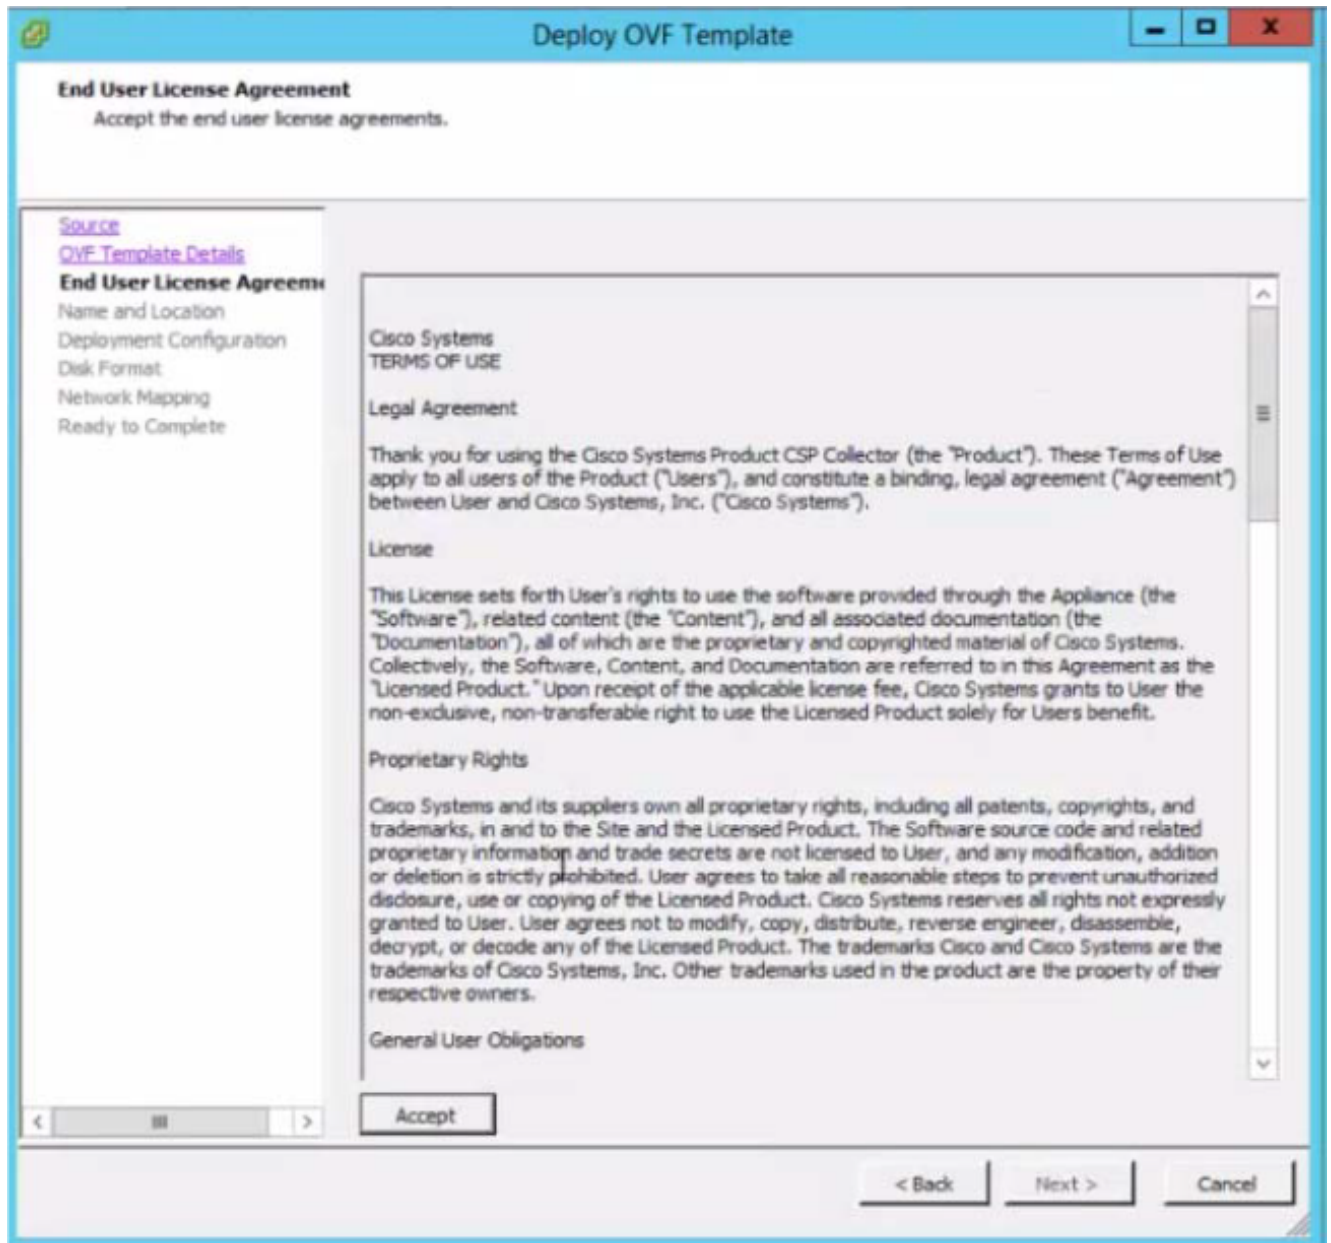 Deploy OVF Template
X
End User License Agreement
Accept the end user license agreements.
Source
OVF Template Details
End User License Agreeme
Name and Location
Deployment Configuration
Disk Format
Network Mapping
Ready to Complete
Cisco Systems
TERMS OF USE
Legal Agreement
Thank you for using the Cisco Systems Product CSP Collector (the "Product"). These Terms of Use
apply to all users of the Product ("Users"), and constitute a binding, legal agreement ("Agreement")
between User and Cisco Systems, Inc. ("Cisco Systems").
License
This License sets forth User's rights to use the software provided through the Appliance (the
"Software"), related content (the "Content"), and all associated documentation (the
"Documentation"), all of which are the proprietary and copyrighted material of Cisco Systems.
Collectively, the Software, Content, and Documentation are referred to in this Agreement as the
"Licensed Product." Upon receipt of the applicable license fee, Cisco Systems grants to User the
non-exclusive, non-transferable right to use the Licensed Product solely for Users benefit.
Proprietary Rights
Cisco Systems and its suppliers own all proprietary rights, including all patents, copyrights, and
trademarks, in and to the Site and the Licensed Product. The Software source code and related
proprietary information and trade secrets are not licensed to User, and any modification, addition
or deletion is strictly prohibited. User agrees to take all reasonable steps to prevent unauthorized
disclosure, use or copying of the Licensed Product. Cisco Systems reserves all rights not expressly
granted to User. User agrees not to modify, copy, distribute, reverse engineer, disassemble,
decrypt, or decode any of the Licensed Product. The trademarks Cisco and Cisco Systems are the
trademarks of Cisco Systems, Inc. Other trademarks used in the product are the property of their
respective owners.
General User Obligations
Accept
< Back
Next >
Cancel